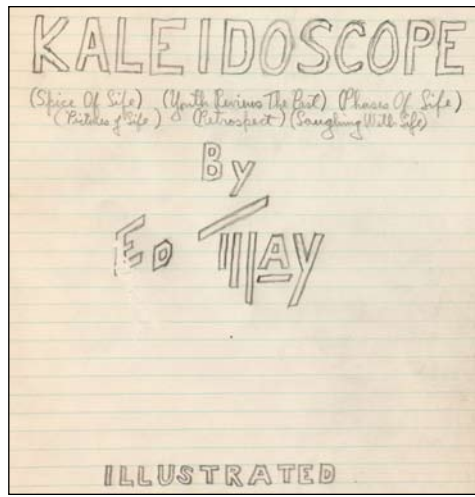 KALEIDOSCOPE
(Spice Of Life) (Youth Reviews The Past) (Phases Of Life)
(Pictures of Life) (Retrospect) (Laughing With Life)
By
Ed May
ILLUSTRATED